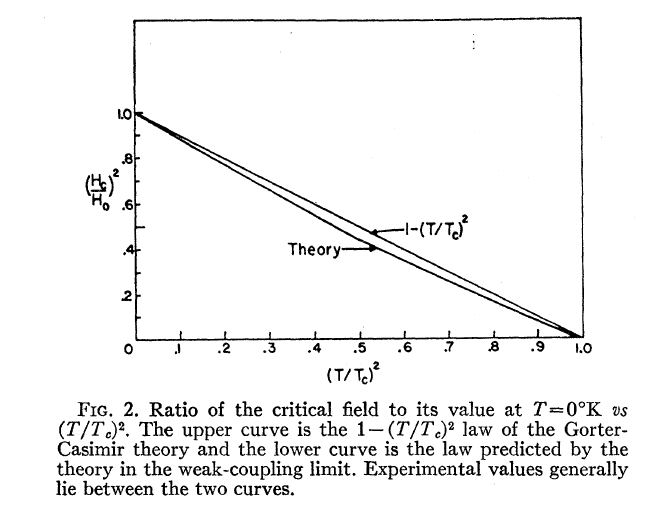 1.0
.8
(Hc/H0)²
.6
1-(T/Tc)²
Theory
.4
.2
0 .1 .2 .3 .4 .5 .6 .7 .8 .9 1.0
(T/Tc)²
FIG. 2. Ratio of the critical field to its value at T=0°K vs
(T/Tc)². The upper curve is the 1−(T/Tc)² law of the Gorter-
Casimir theory and the lower curve is the law predicted by the
theory in the weak-coupling limit. Experimental values generally
lie between the two curves.